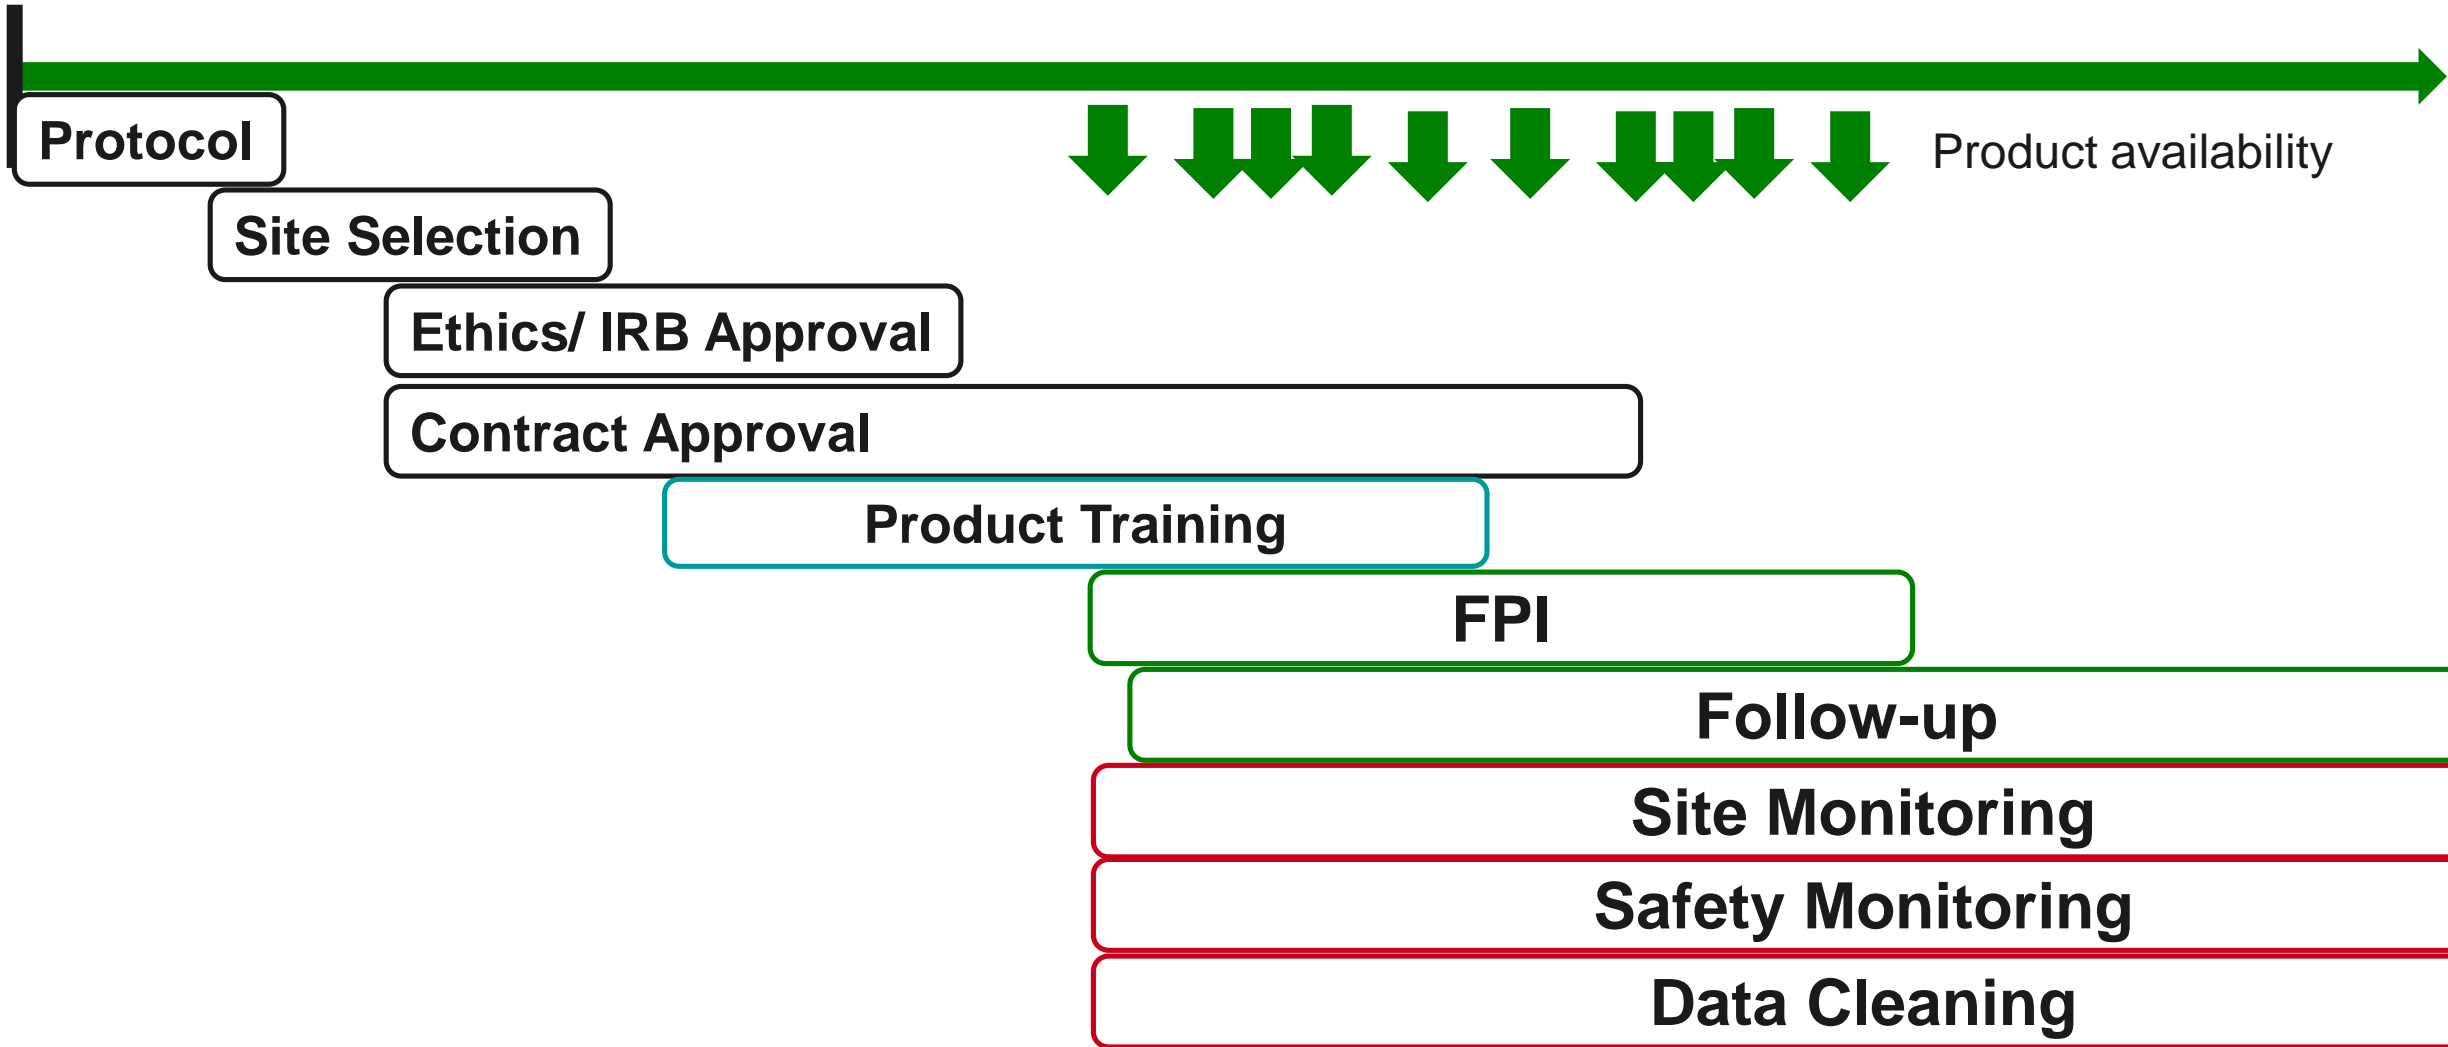 Protocol
Product availability
Site Selection
Ethics/ IRB Approval
Contract Approval
Product Training
FPI
Follow-up
Site Monitoring
Safety Monitoring
Data Cleaning